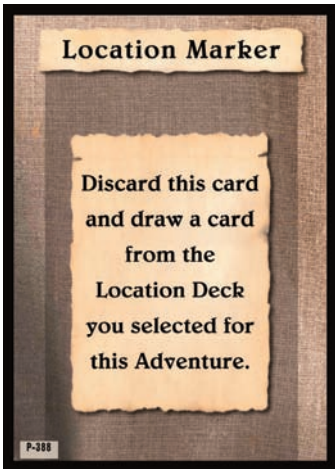 Location Marker
Discard this card
and draw a card
from the
Location Deck
you selected for
this Adventure.
P-388